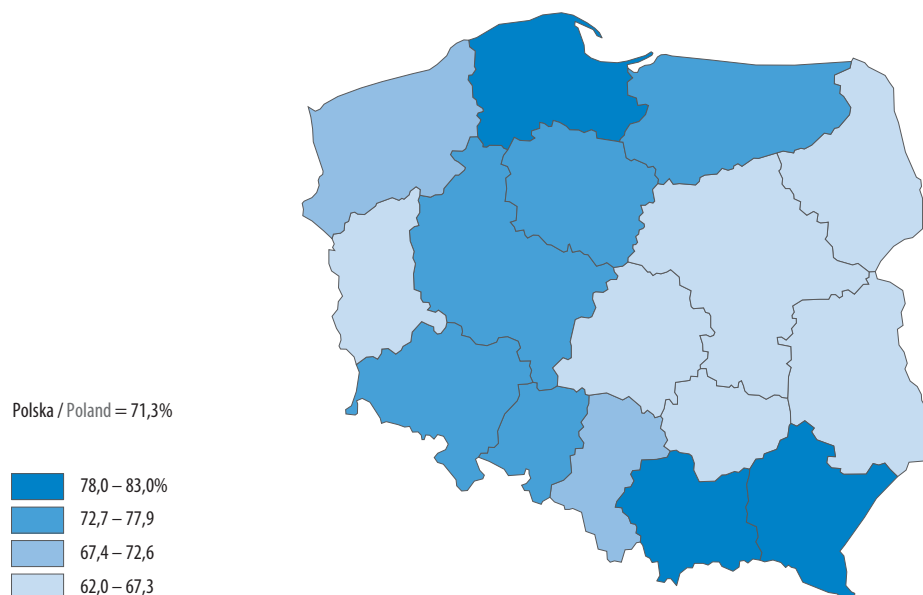 Polska / Poland = 71,3%
78,0 – 83,0%
72,7 – 77,9
67,4 – 72,6
62,0 – 67,3